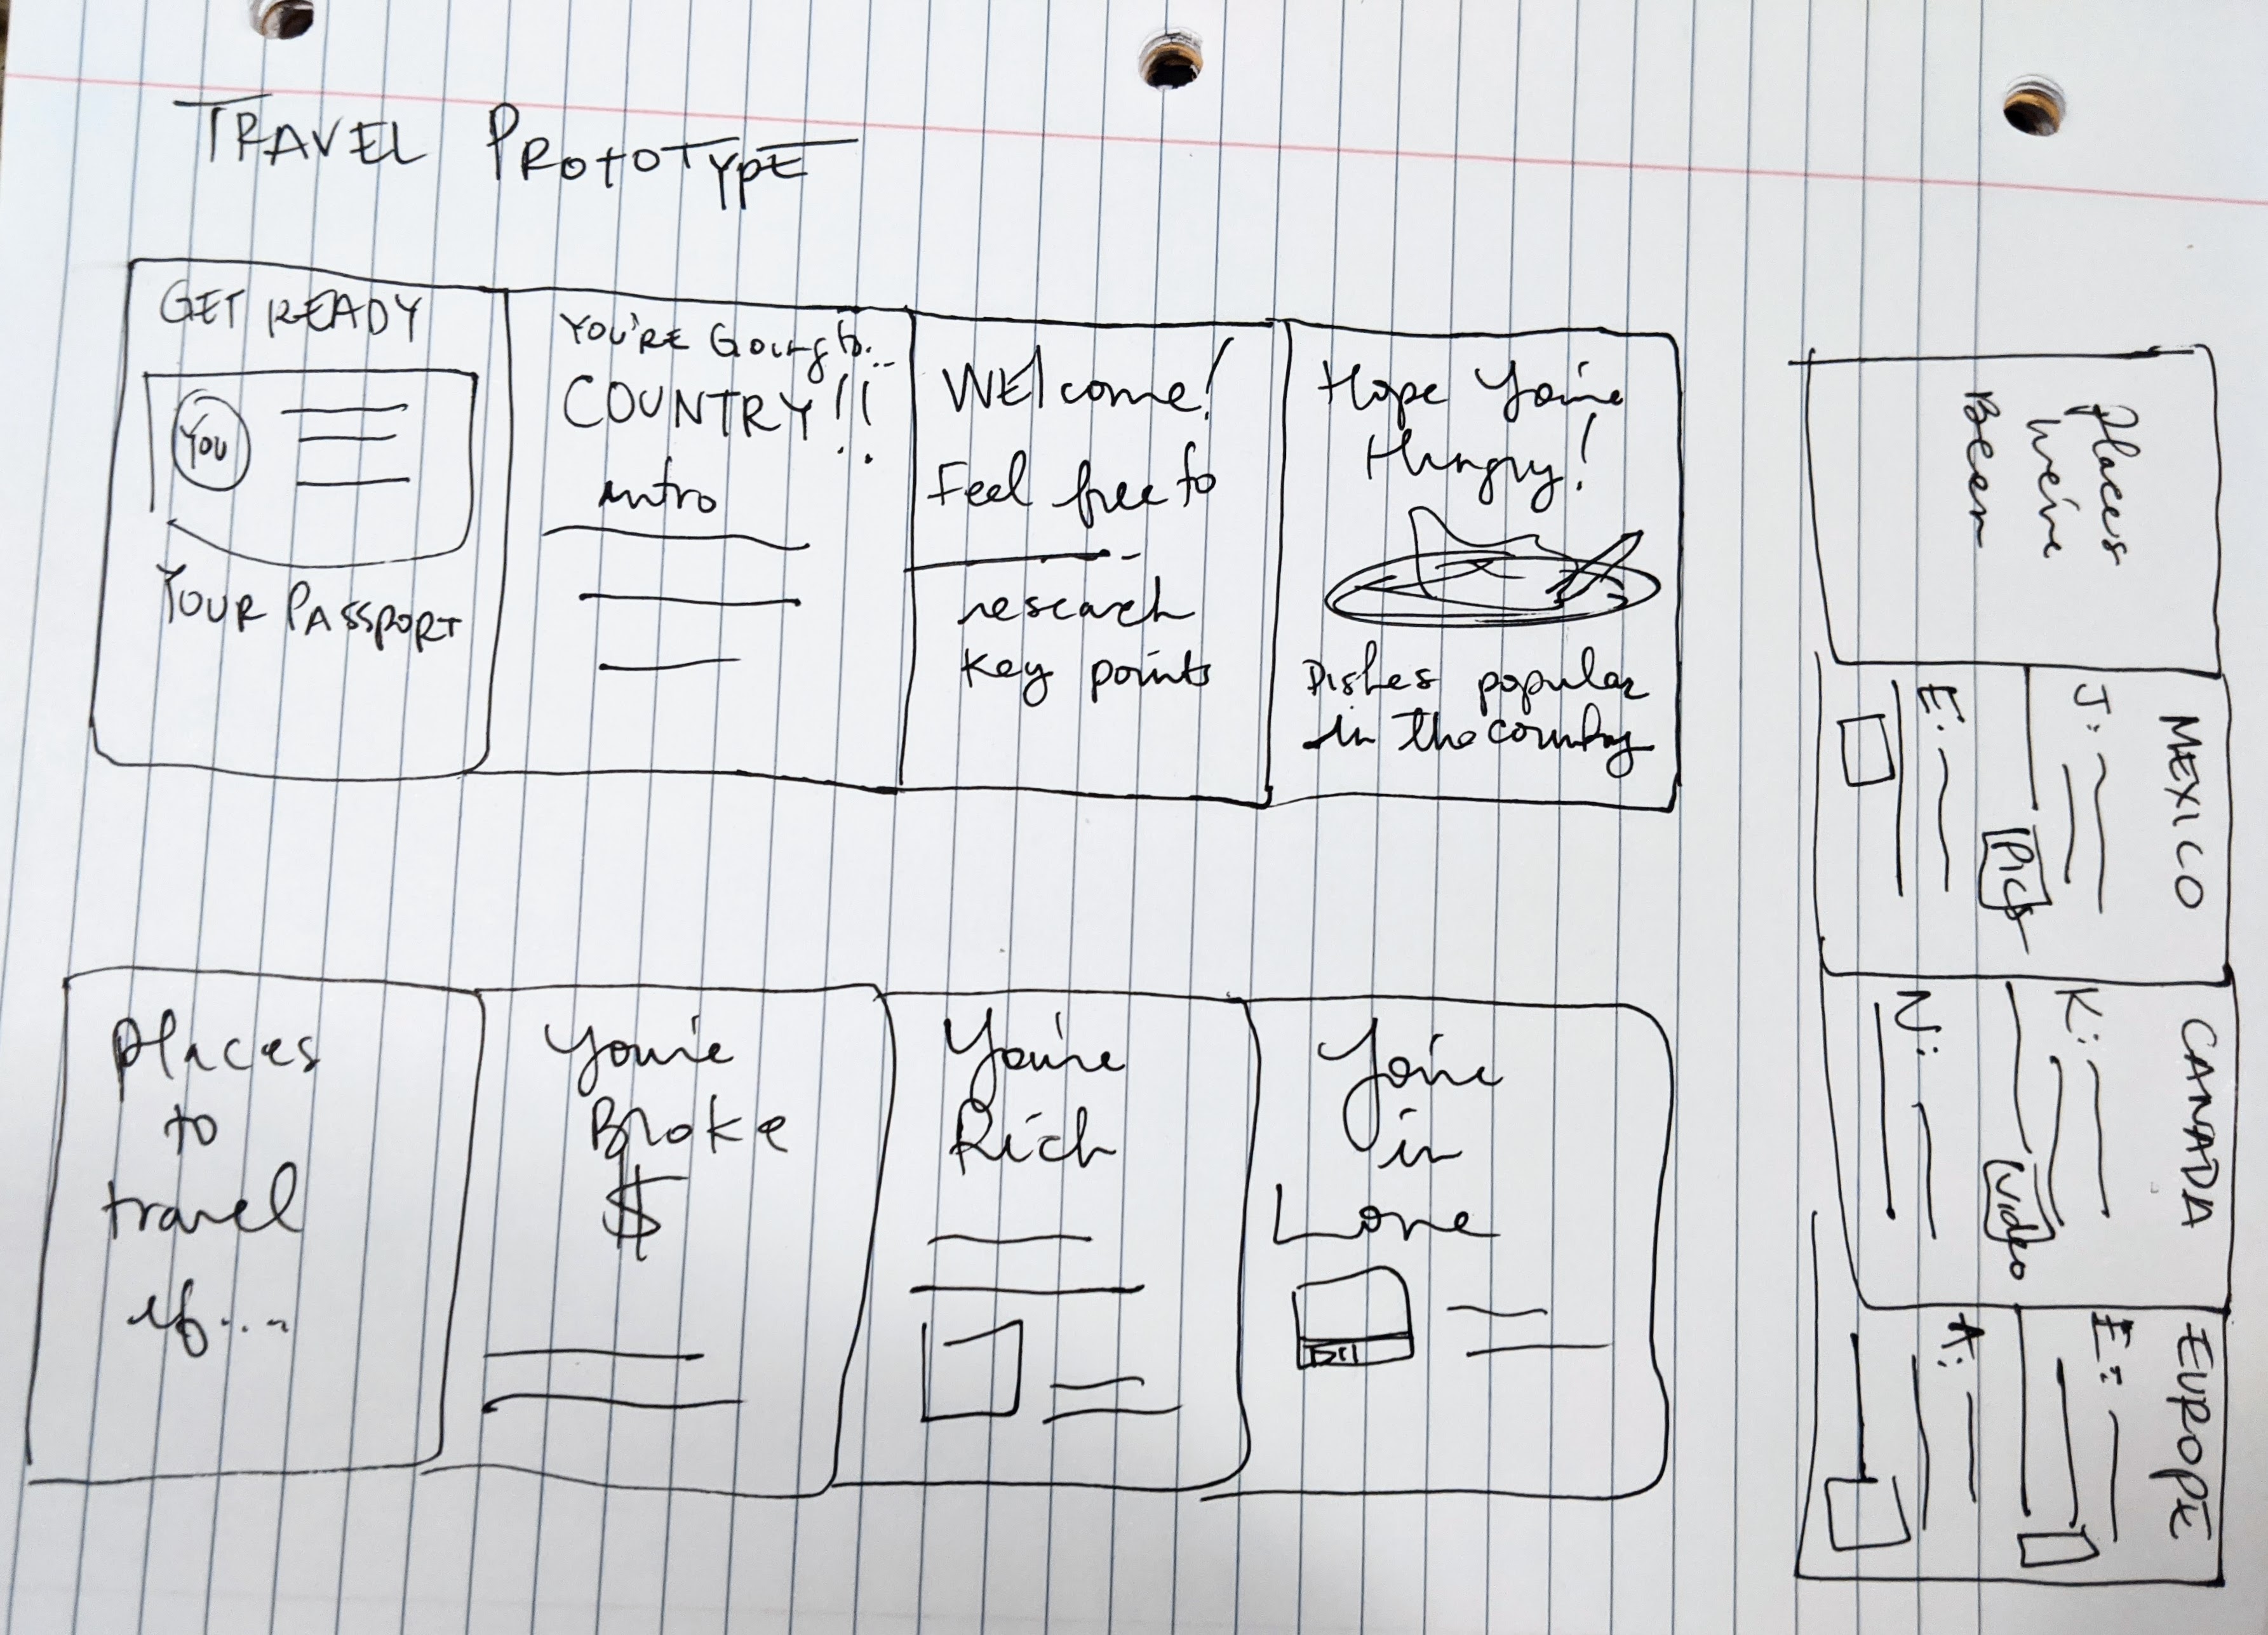 TRAVEL PROTOTYPE
GET READY
YOU
YOUR PASSPORT
YOU'RE Going to...
COUNTRY!!
intro
WElcome!
Feel free to
research
Key points
Hope You're
Hungry!
Dishes popular
in the country
places
to
travel
if....
You're
Broke
$
You're
Rich
You're
in
Love
places
we've
Been
MEXICO
J:
Pics
E:
CANADA
K:
Video
N:
EUROPE
E:
A: